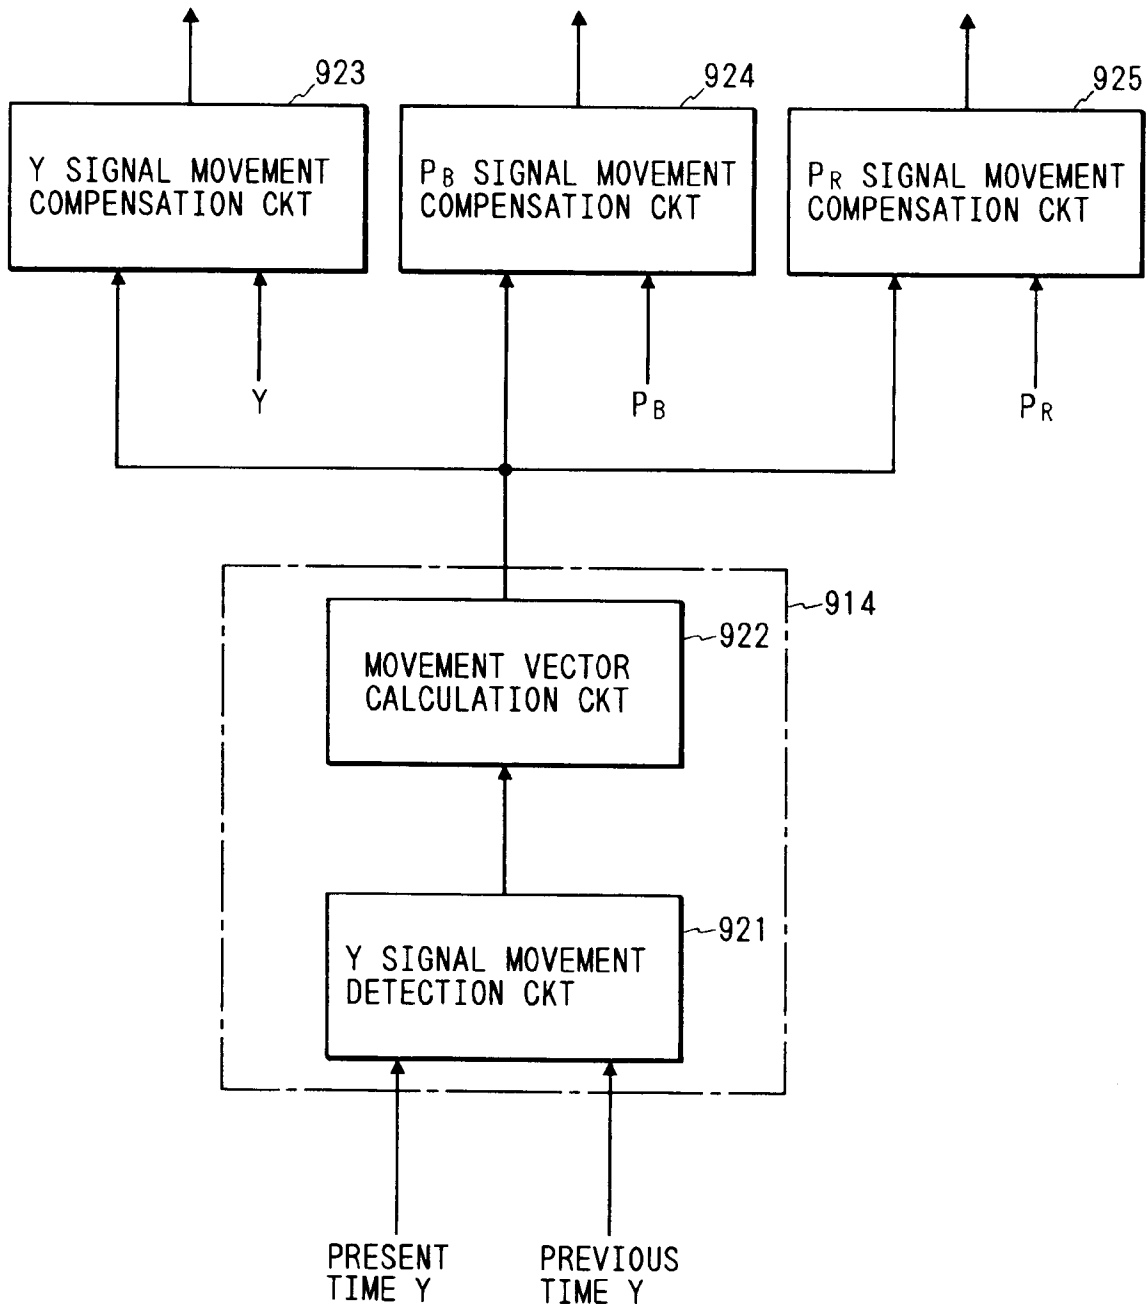 923
924
925
Y SIGNAL MOVEMENT
COMPENSATION CKT
PB SIGNAL MOVEMENT
COMPENSATION CKT
PR SIGNAL MOVEMENT
COMPENSATION CKT
Y
PB
PR
914
922
MOVEMENT VECTOR
CALCULATION CKT
921
Y SIGNAL MOVEMENT
DETECTION CKT
PRESENT
TIME Y
PREVIOUS
TIME Y